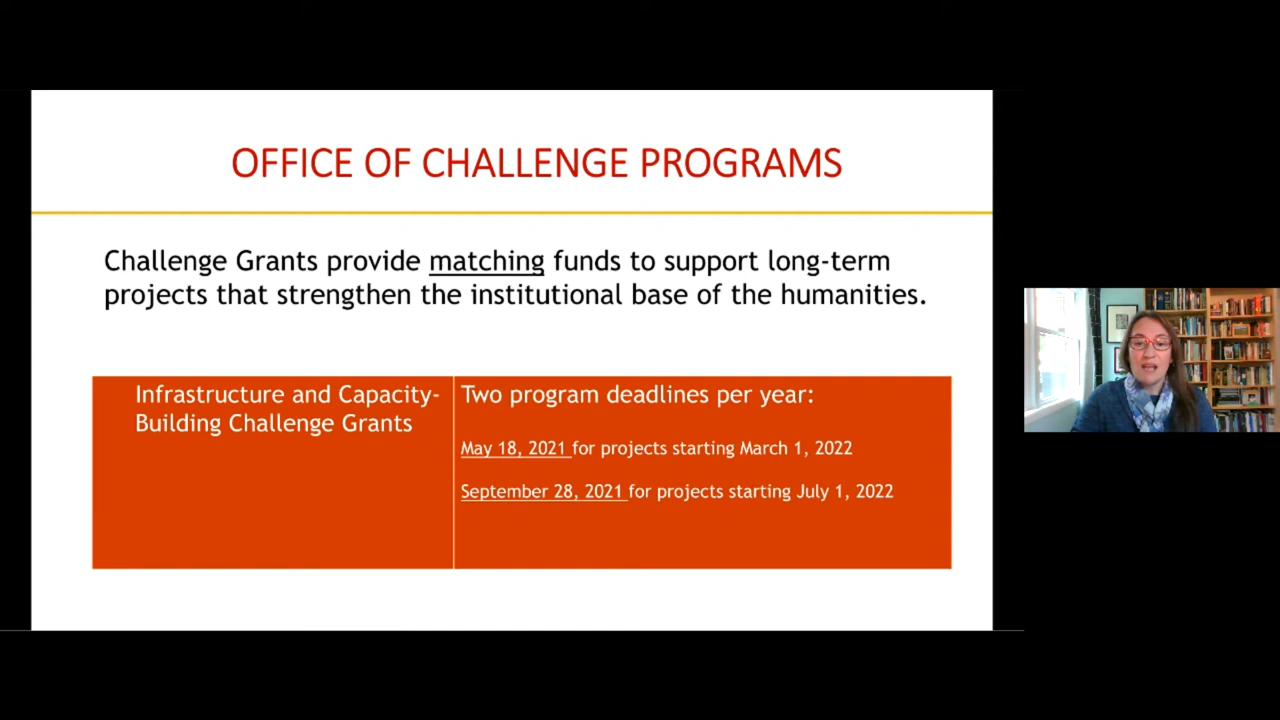 OFFICE OF CHALLENGE PROGRAMS
Challenge Grants provide matching funds to support long-term
projects that strengthen the institutional base of the humanities.
Infrastructure and Capacity-
Building Challenge Grants
Two program deadlines per year:
May 18, 2021 for projects starting March 1, 2022
September 28, 2021 for projects starting July 1, 2022